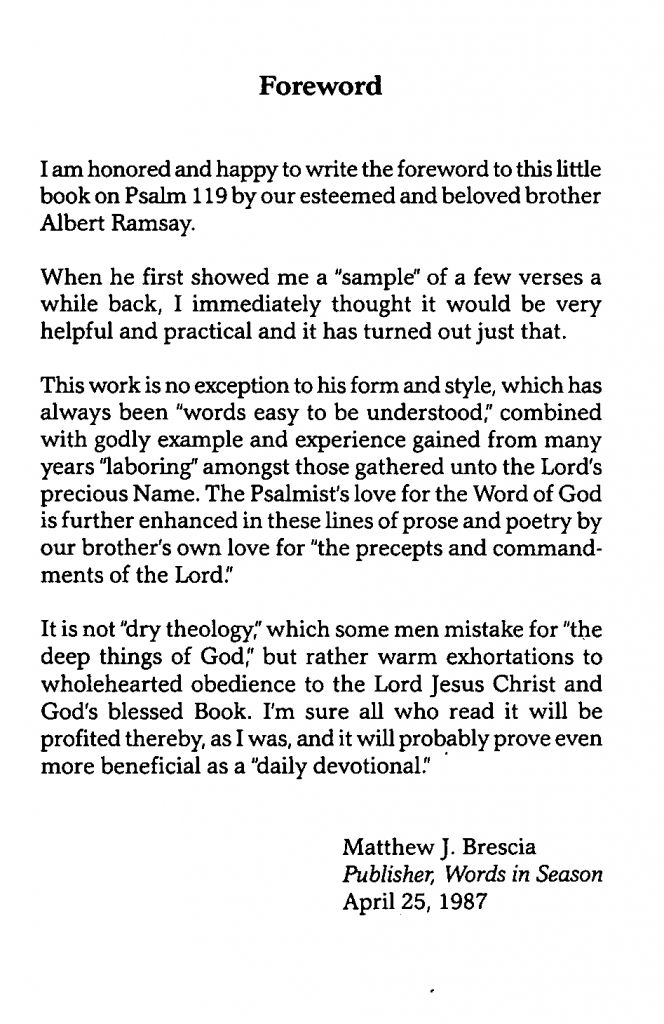 Foreword
I am honored and happy to write the foreword to this little
book on Psalm 119 by our esteemed and beloved brother
Albert Ramsay.
When he first showed me a "sample" of a few verses a
while back, I immediately thought it would be very
helpful and practical and it has turned out just that.
This work is no exception to his form and style, which has
always been "words easy to be understood," combined
with godly example and experience gained from many
years "laboring" amongst those gathered unto the Lord's
precious Name. The Psalmist's love for the Word of God
is further enhanced in these lines of prose and poetry by
our brother's own love for "the precepts and command-
ments of the Lord."
It is not "dry theology," which some men mistake for "the
deep things of God," but rather warm exhortations to
wholehearted obedience to the Lord Jesus Christ and
God's blessed Book. I'm sure all who read it will be
profited thereby, as I was, and it will probably prove even
more beneficial as a "daily devotional."
Matthew J. Brescia
Publisher, Words in Season
April 25, 1987